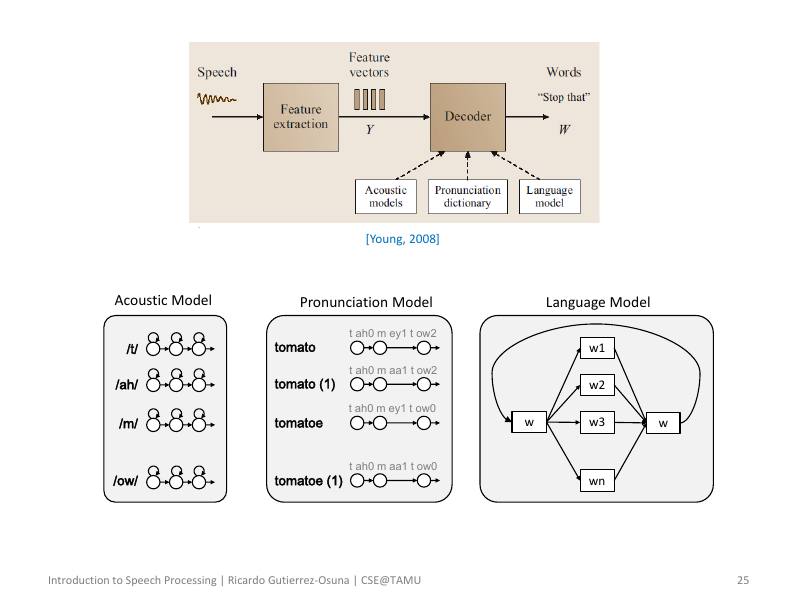 Speech
Feature
vectors
Words
"Stop that"
Feature
extraction
Decoder
Y
W
Acoustic
models
Pronunciation
dictionary
Language
model
[Young, 2008]
Acoustic Model
/t/
/ah/
/m/
/ow/
Pronunciation Model
t ah0 m ey1 t ow2
tomato
t ah0 m aa1 t ow2
tomato (1)
t ah0 m ey1 t ow0
tomatoe
t ah0 m aa1 t ow0
tomatoe (1)
Language Model
w
w1
w2
w3
wn
w
Introduction to Speech Processing | Ricardo Gutierrez-Osuna | CSE@TAMU
25